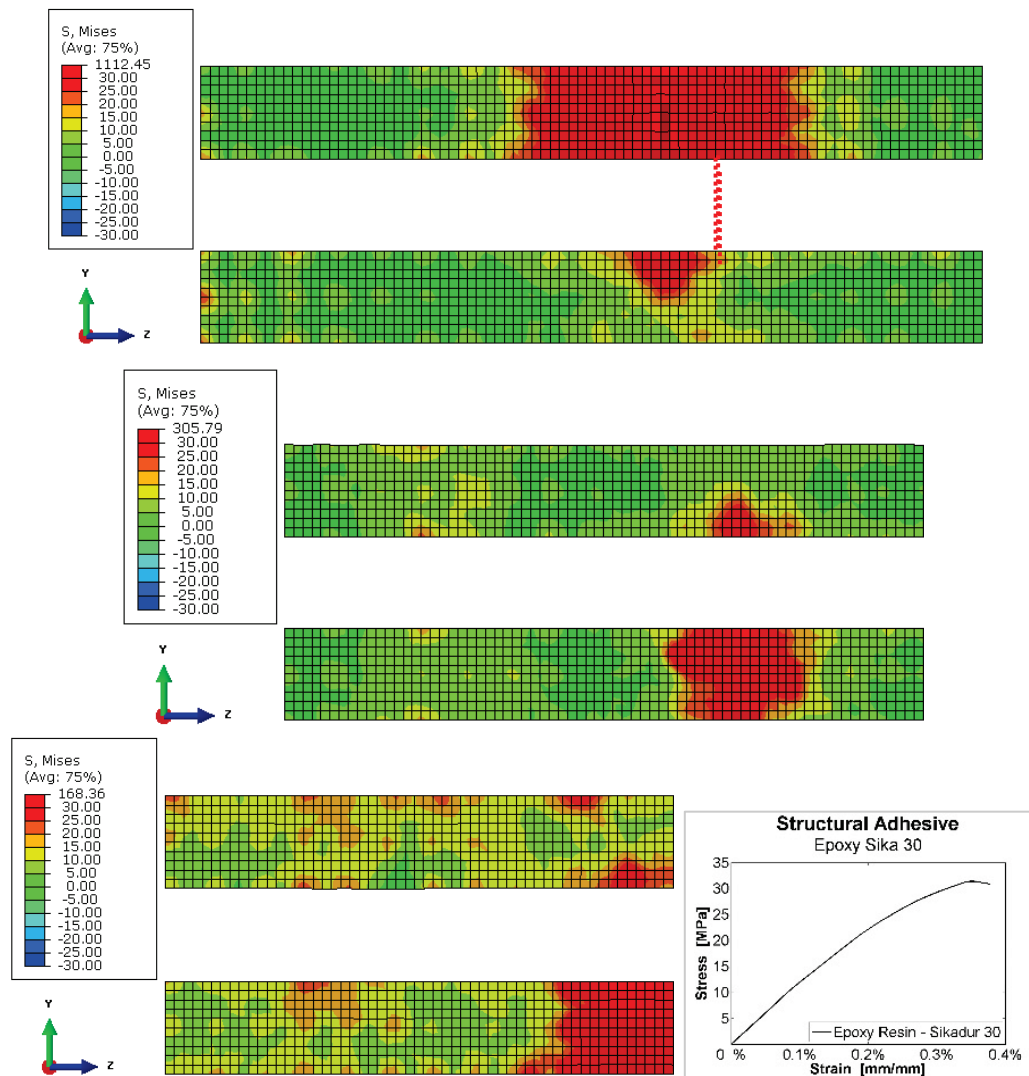 S, Mises
(Avg: 75%)
1112.45
30.00
25.00
20.00
15.00
10.00
5.00
0.00
-5.00
-10.00
-15.00
-20.00
-25.00
-30.00
Y
Z
S, Mises
(Avg: 75%)
305.79
30.00
25.00
20.00
15.00
10.00
5.00
0.00
-5.00
-10.00
-15.00
-20.00
-25.00
-30.00
Y
Z
S, Mises
(Avg: 75%)
168.36
30.00
25.00
20.00
15.00
10.00
5.00
0.00
-5.00
-10.00
-15.00
-20.00
-25.00
-30.00
Y
Z
Structural Adhesive
Epoxy Sika 30
Stress [MPa]
35
30
25
20
15
10
5
Epoxy Resin - Sikadur 30
0 % 0.1% 0.2% 0.3% 0.4%
Strain [mm/mm]